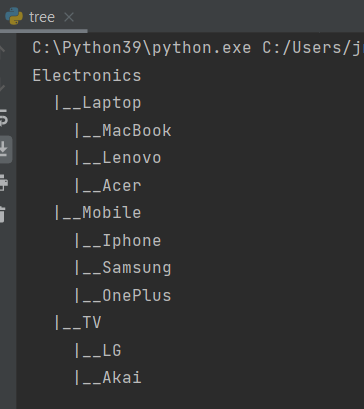 tree
C:\Python39\python.exe C:/Users/j
Electronics
  |__Laptop
    |__MacBook
    |__Lenovo
    |__Acer
  |__Mobile
    |__Iphone
    |__Samsung
    |__OnePlus
  |__TV
    |__LG
    |__Akai